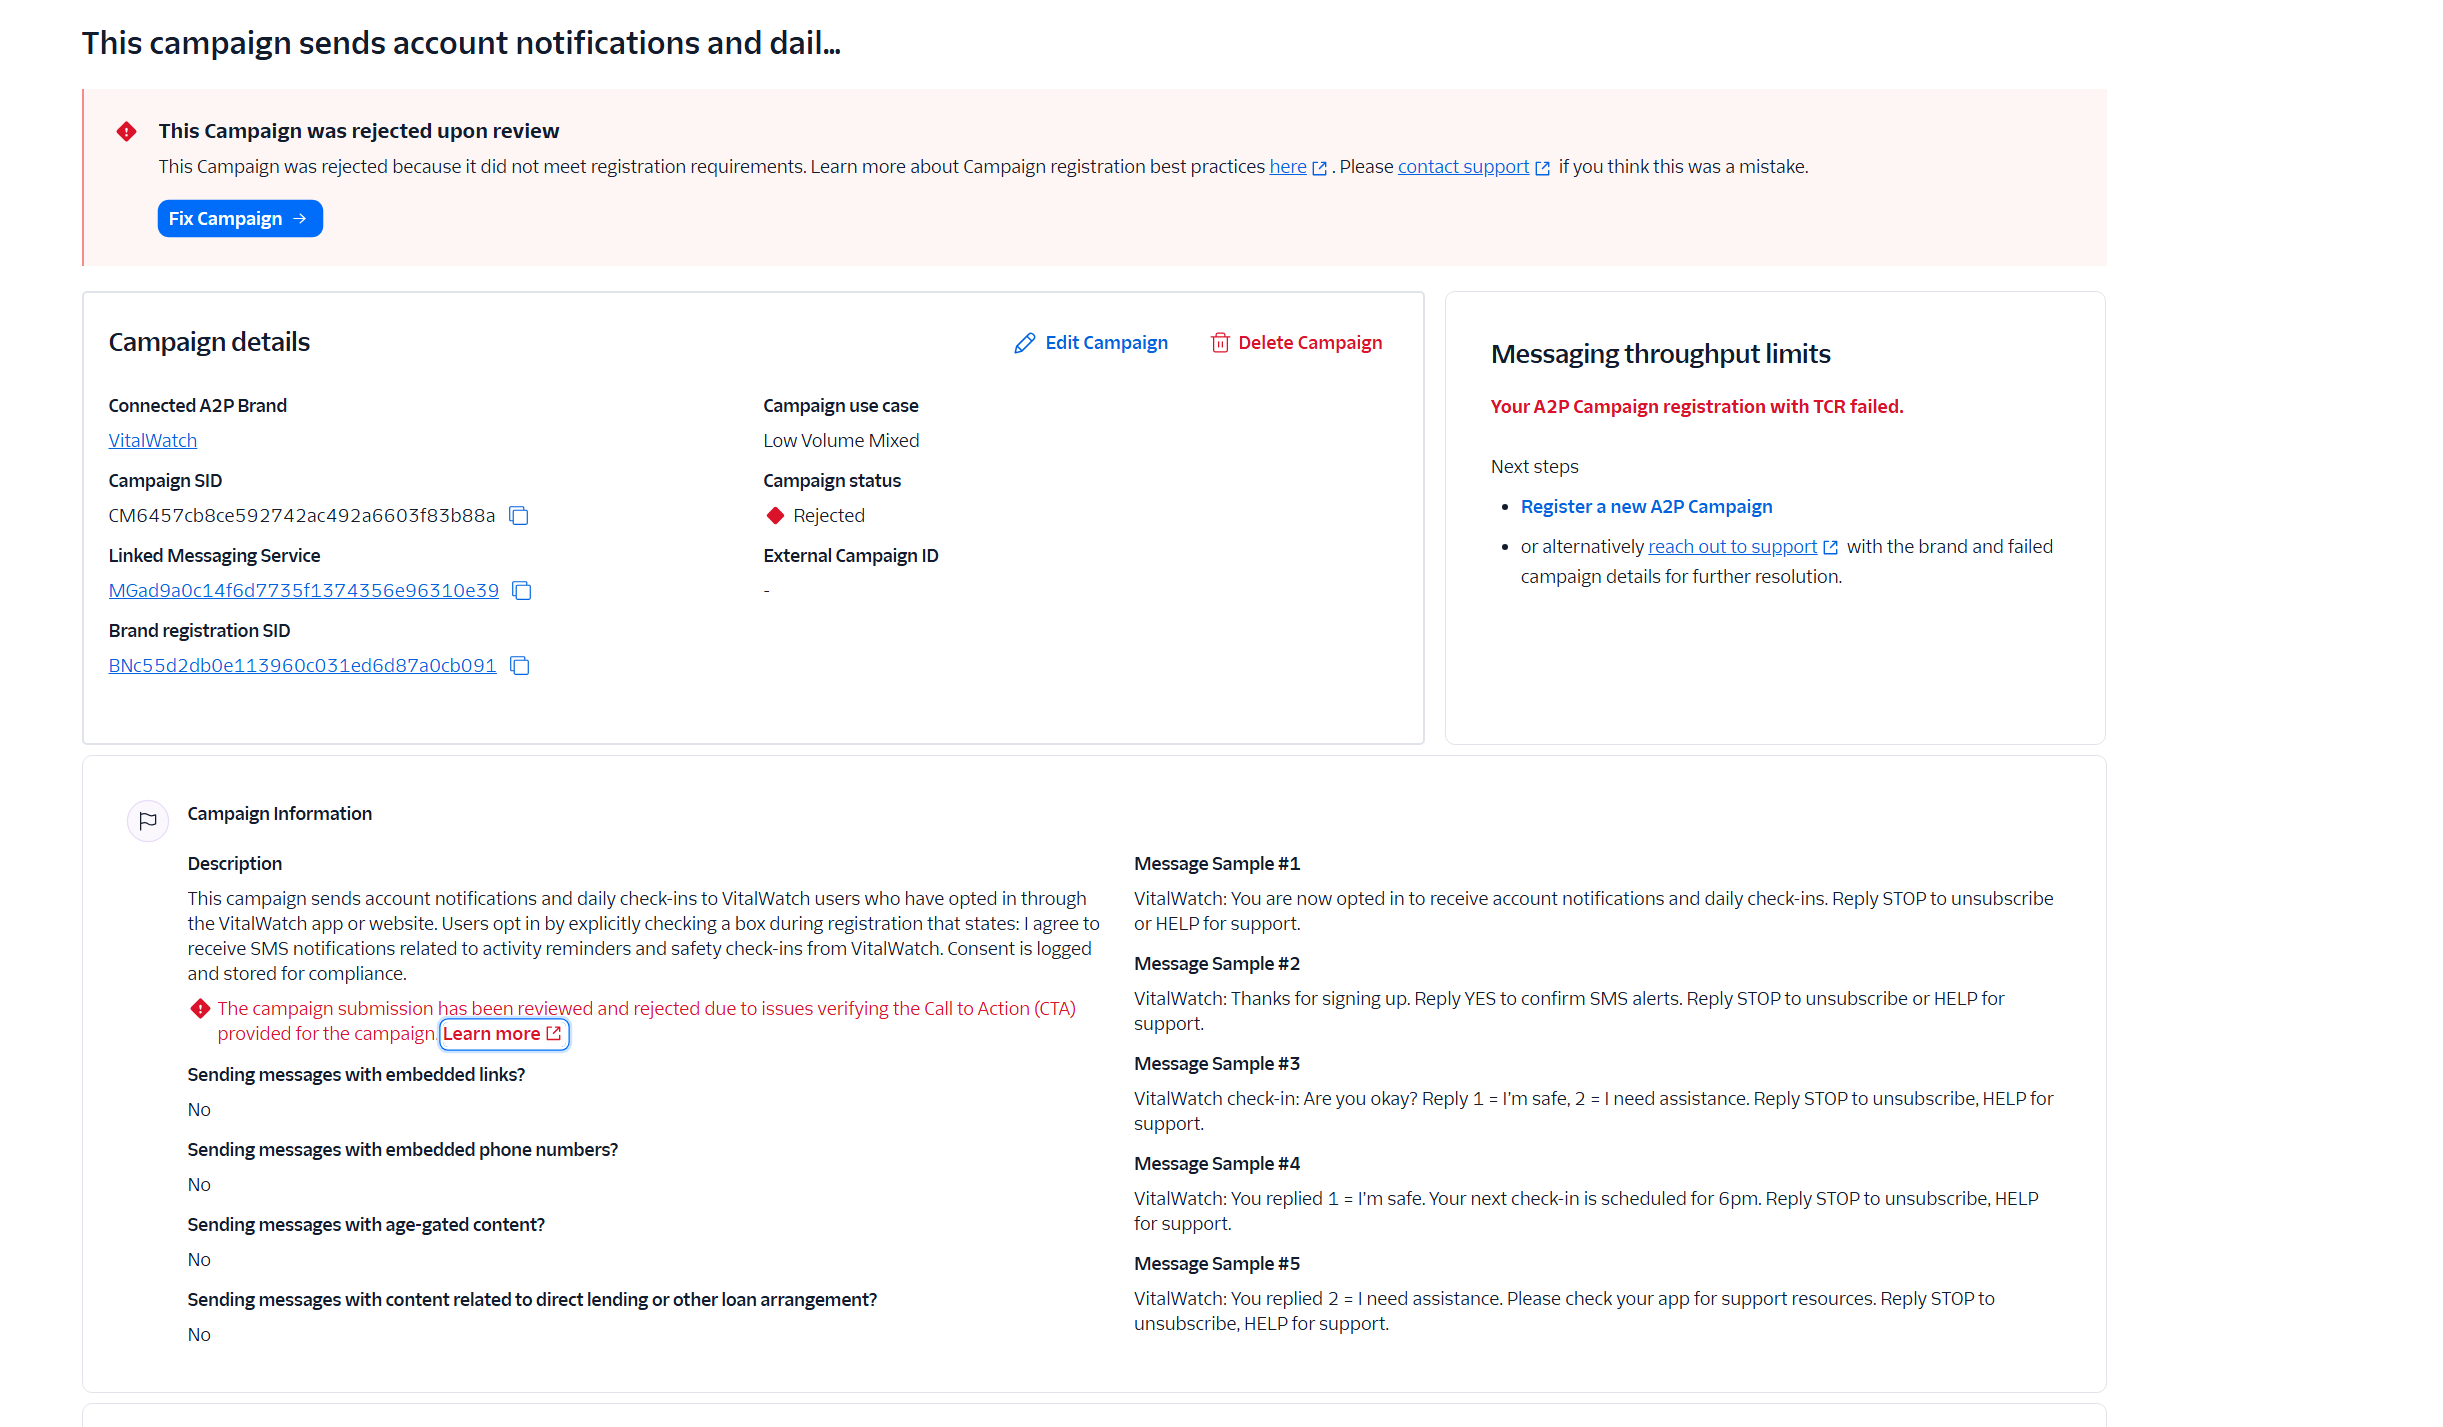 This campaign sends account notifications and dail...
This Campaign was rejected upon review
This Campaign was rejected because it did not meet registration requirements. Learn more about Campaign registration best practices here . Please contact support if you think this was a mistake.
Fix Campaign →
Campaign details
Edit Campaign
Delete Campaign
Connected A2P Brand
VitalWatch
Campaign SID
CM6457cb8ce592742ac492a6603f83b88a
Linked Messaging Service
MGad9a0c14f6d7735f1374356e96310e39
Brand registration SID
BNc55d2db0e113960c031ed6d87a0cb091
Campaign use case
Low Volume Mixed
Campaign status
Rejected
External Campaign ID
-
Messaging throughput limits
Your A2P Campaign registration with TCR failed.
Next steps
• Register a new A2P Campaign
• or alternatively reach out to support with the brand and failed
campaign details for further resolution.
Campaign Information
Description
This campaign sends account notifications and daily check-ins to VitalWatch users who have opted in through
the VitalWatch app or website. Users opt in by explicitly checking a box during registration that states: I agree to
receive SMS notifications related to activity reminders and safety check-ins from VitalWatch. Consent is logged
and stored for compliance.
The campaign submission has been reviewed and rejected due to issues verifying the Call to Action (CTA)
provided for the campaign. Learn more
Sending messages with embedded links?
No
Sending messages with embedded phone numbers?
No
Sending messages with age-gated content?
No
Sending messages with content related to direct lending or other loan arrangement?
No
Message Sample #1
VitalWatch: You are now opted in to receive account notifications and daily check-ins. Reply STOP to unsubscribe
or HELP for support.
Message Sample #2
VitalWatch: Thanks for signing up. Reply YES to confirm SMS alerts. Reply STOP to unsubscribe or HELP for
support.
Message Sample #3
VitalWatch check-in: Are you okay? Reply 1 = I'm safe, 2 = I need assistance. Reply STOP to unsubscribe, HELP for
support.
Message Sample #4
VitalWatch: You replied 1 = I'm safe. Your next check-in is scheduled for 6pm. Reply STOP to unsubscribe, HELP
for support.
Message Sample #5
VitalWatch: You replied 2 = I need assistance. Please check your app for support resources. Reply STOP to
unsubscribe, HELP for support.